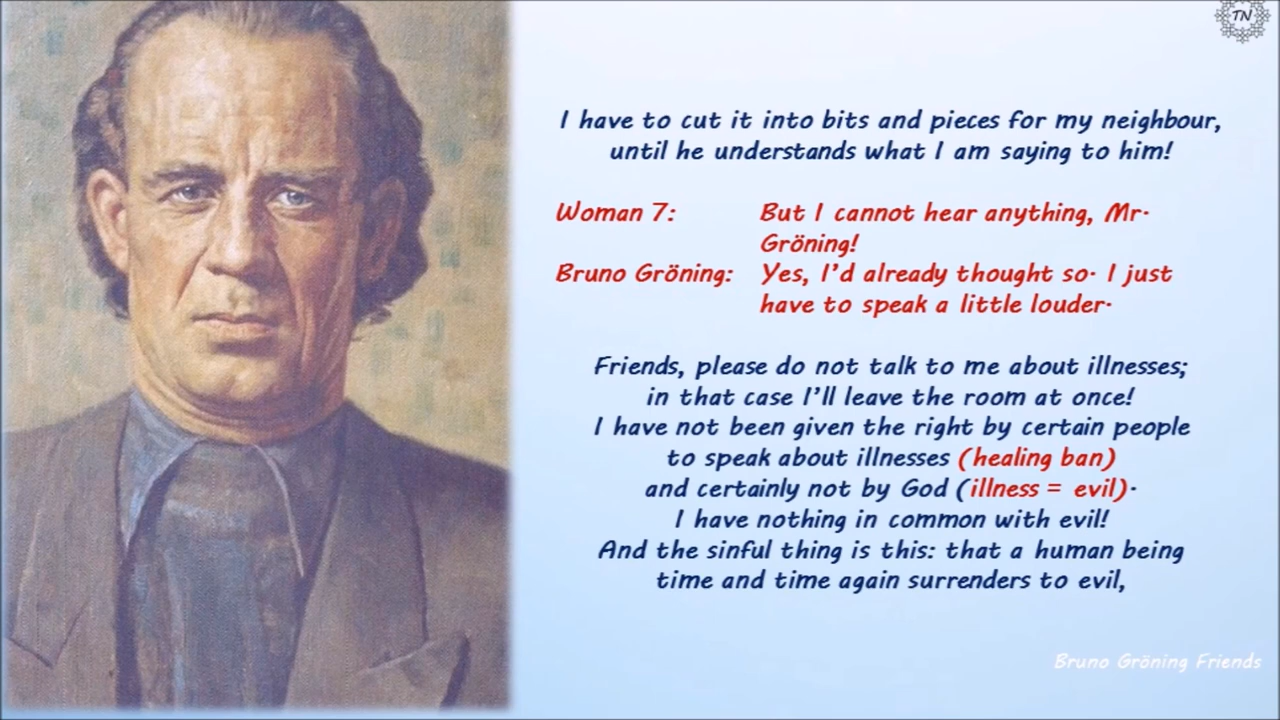 TN
I have to cut it into bits and pieces for my neighbour,
until he understands what I am saying to him!
Woman 7: But I cannot hear anything, Mr.
Gröning!
Bruno Gröning: Yes, I'd already thought so. I just
have to speak a little louder.
Friends, please do not talk to me about illnesses;
in that case I'll leave the room at once!
I have not been given the right by certain people
to speak about illnesses (healing ban)
and certainly not by God (illness = evil).
I have nothing in common with evil!
And the sinful thing is this: that a human being
time and time again surrenders to evil,
Bruno Gröning Friends